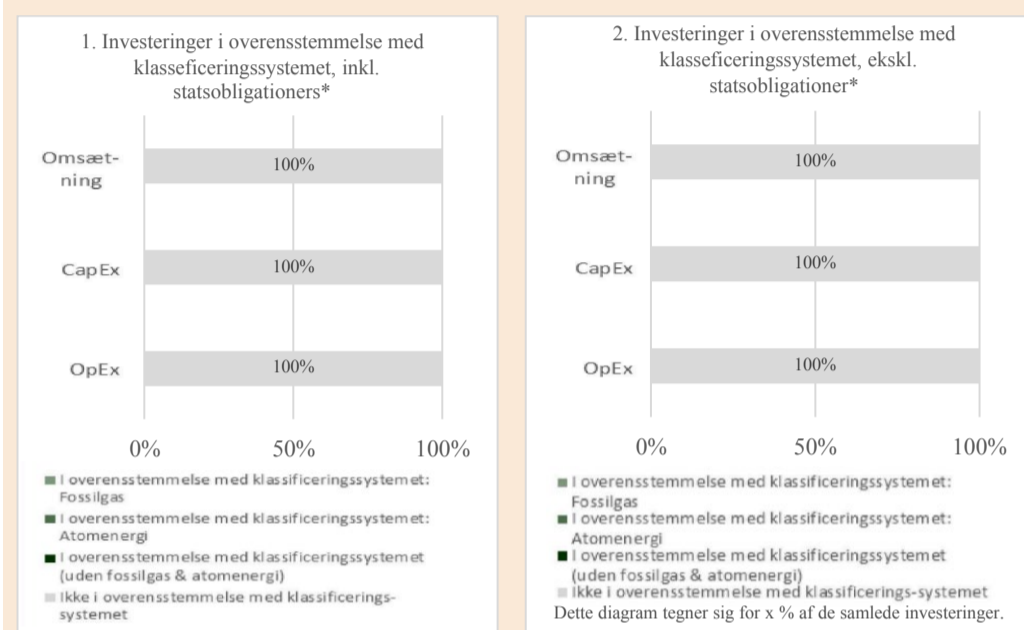 1. Investeringer i overensstemmelse med
klasseficeringssystemet, inkl.
statsobligationers*
Omsæt-
ning
100%
CapEx
100%
OpEx
100%
0% 50% 100%
I overensstemmelse med klassificeringssystemet:
Fossilgas
I overensstemmelse med klassificeringssystemet:
Atomenergi
I overensstemmelse med klassificeringssystemet
(uden fossilgas & atomenergi)
Ikke i overensstemmelse med klassificerings-
systemet
2. Investeringer i overensstemmelse med
klasseficeringssystemet, ekskl.
statsobligationer*
Omsæt-
ning
100%
CapEx
100%
OpEx
100%
0% 50% 100%
I overensstemmelse med klassificeringssystemet:
Fossilgas
I overensstemmelse med klassificeringssystemet:
Atomenergi
I overensstemmelse med klassificeringssystemet
(uden fossilgas & atomenergi)
Ikke i overensstemmelse med klassificerings-systemet
Dette diagram tegner sig for x % af de samlede investeringer.